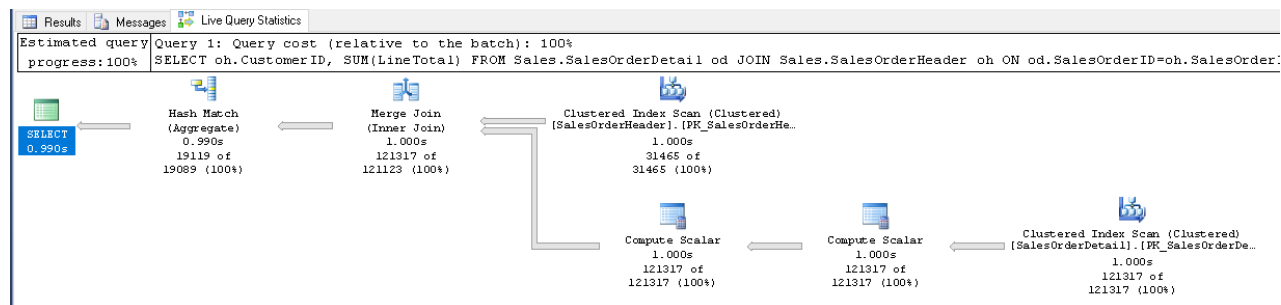 Results Messages Live Query Statistics
Estimated query progress:100%
Query 1: Query cost (relative to the batch): 100%
SELECT oh.CustomerID, SUM(LineTotal) FROM Sales.SalesOrderDetail od JOIN Sales.SalesOrderHeader oh ON od.SalesOrderID=oh.SalesOrderI
SELECT
0.990s
Hash Match
(Aggregate)
0.990s
19119 of
19089 (100%)
Merge Join
(Inner Join)
1.000s
121317 of
121123 (100%)
Clustered Index Scan (Clustered)
[SalesOrderHeader].[PK_SalesOrderHe…
1.000s
31465 of
31465 (100%)
Compute Scalar
1.000s
121317 of
121317 (100%)
Compute Scalar
1.000s
121317 of
121317 (100%)
Clustered Index Scan (Clustered)
[SalesOrderDetail].[PK_SalesOrderDe…
1.000s
121317 of
121317 (100%)